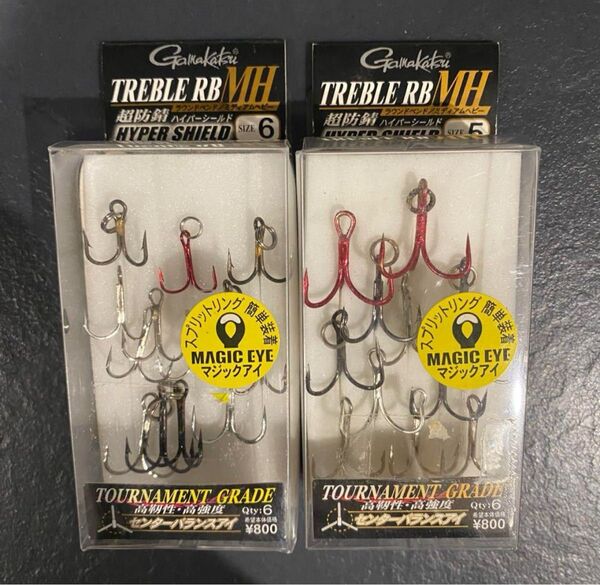 Gamakatsu®
TREBLE RB MH
ラウンドベンド/ミディアムヘビー
超防錆 ハイパーシールド
HYPER SHIELD SIZE 6
スプリットリング 簡単装着
MAGIC EYE
マジックアイ
TOURNAMENT GRADE
高靭性・高強度 Qty:6
センターバランスアイ 希望本体価格
¥800
Gamakatsu®
TREBLE RB MH
ラウンドベンド/ミディアムヘビー
超防錆 ハイパーシールド
HYPER SHIELD SIZE 5
スプリットリング 簡単装着
MAGIC EYE
マジックアイ
TOURNAMENT GRADE
高靭性・高強度 Qty:6
センターバランスアイ 希望本体価格
¥800